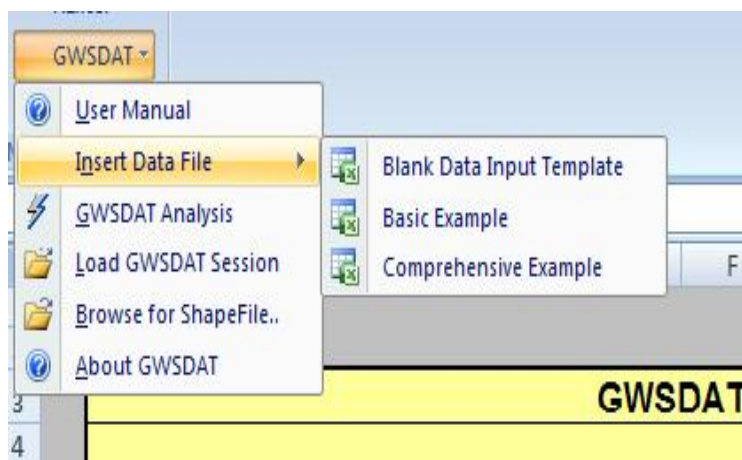 GWSDAT
User Manual
Insert Data File
Blank Data Input Template
GWSDAT Analysis
Basic Example
Load GWSDAT Session
Comprehensive Example
F
Browse for ShapeFile..
About GWSDAT
3
GWSDAT
4